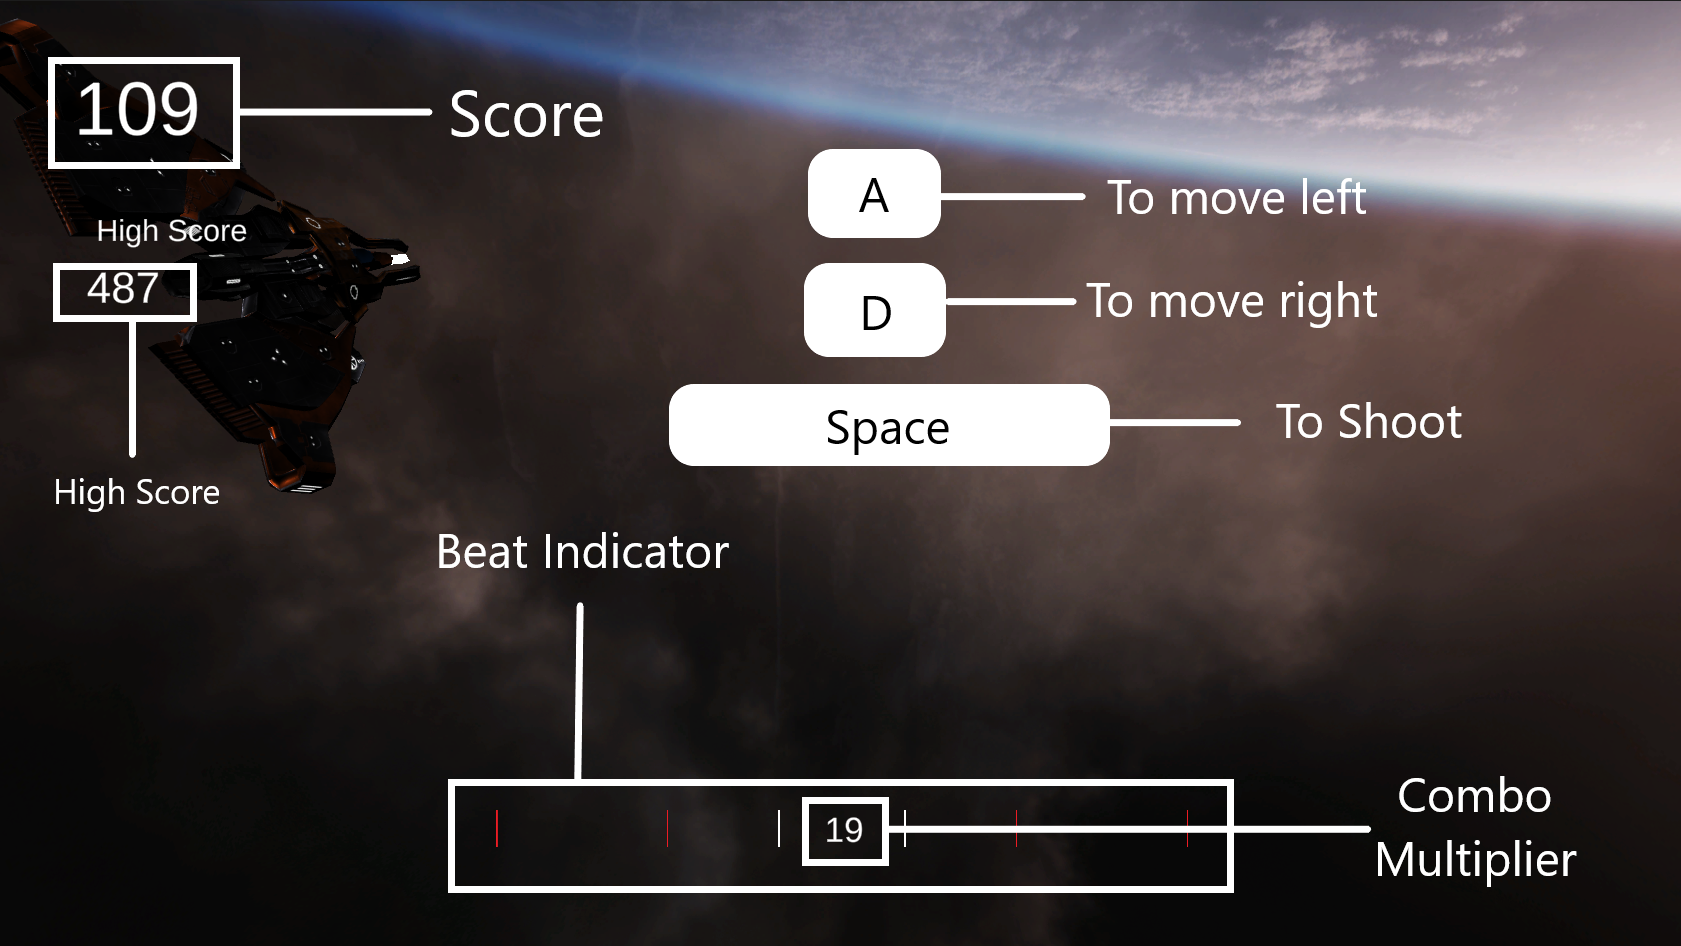 109
Score
A
To move left
High Score
487
D
To move right
Space
To Shoot
High Score
Beat Indicator
19
Combo
Multiplier